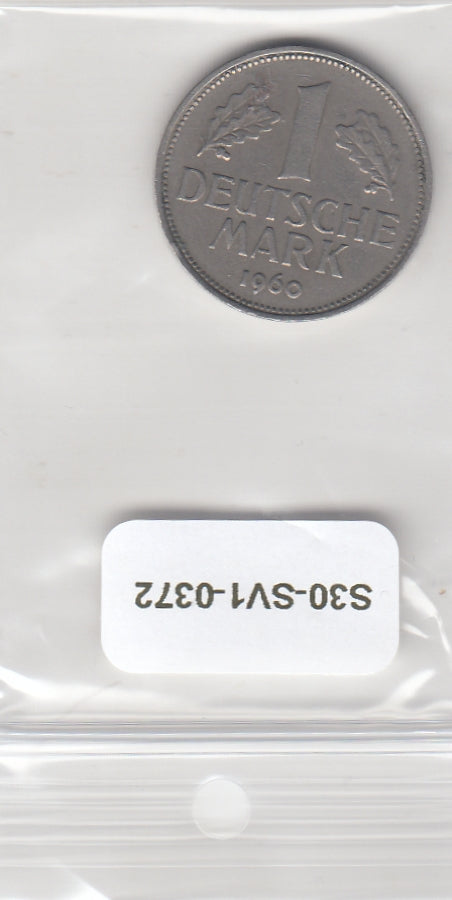 1
DEUTSCHE
MARK
1960
S30-SV1-0372